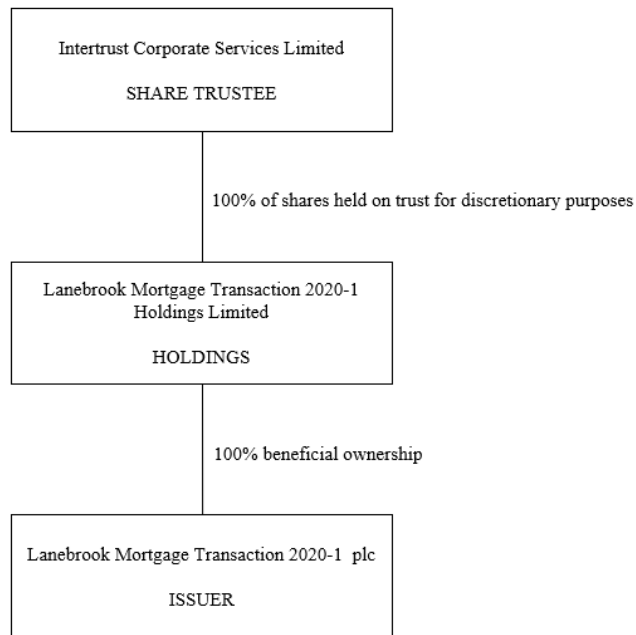 Intertrust Corporate Services Limited
SHARE TRUSTEE
100% of shares held on trust for discretionary purposes
Lanebrook Mortgage Transaction 2020-1
Holdings Limited
HOLDINGS
100% beneficial ownership
Lanebrook Mortgage Transaction 2020-1 plc
ISSUER